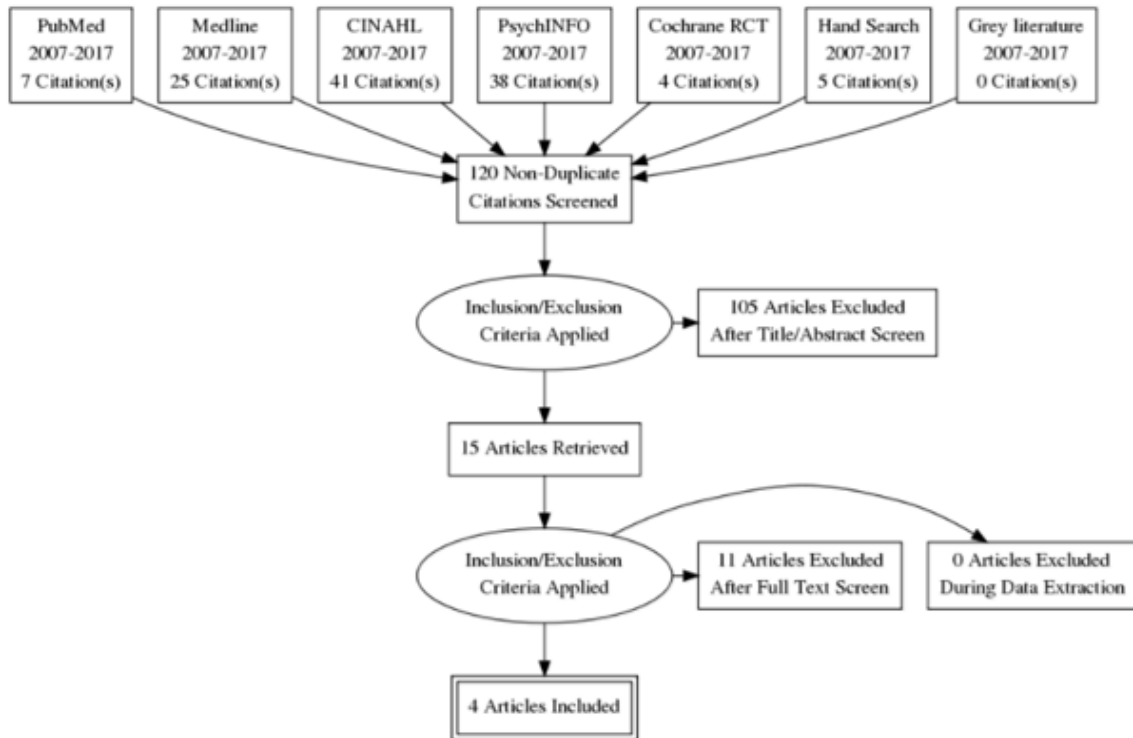 PubMed
2007-2017
7 Citation(s)
Medline
2007-2017
25 Citation(s)
CINAHL
2007-2017
41 Citation(s)
PsychINFO
2007-2017
38 Citation(s)
Cochrane RCT
2007-2017
4 Citation(s)
Hand Search
2007-2017
5 Citation(s)
Grey literature
2007-2017
0 Citation(s)
120 Non-Duplicate
Citations Screened
Inclusion/Exclusion
Criteria Applied
105 Articles Excluded
After Title/Abstract Screen
15 Articles Retrieved
Inclusion/Exclusion
Criteria Applied
11 Articles Excluded
After Full Text Screen
0 Articles Excluded
During Data Extraction
4 Articles Included